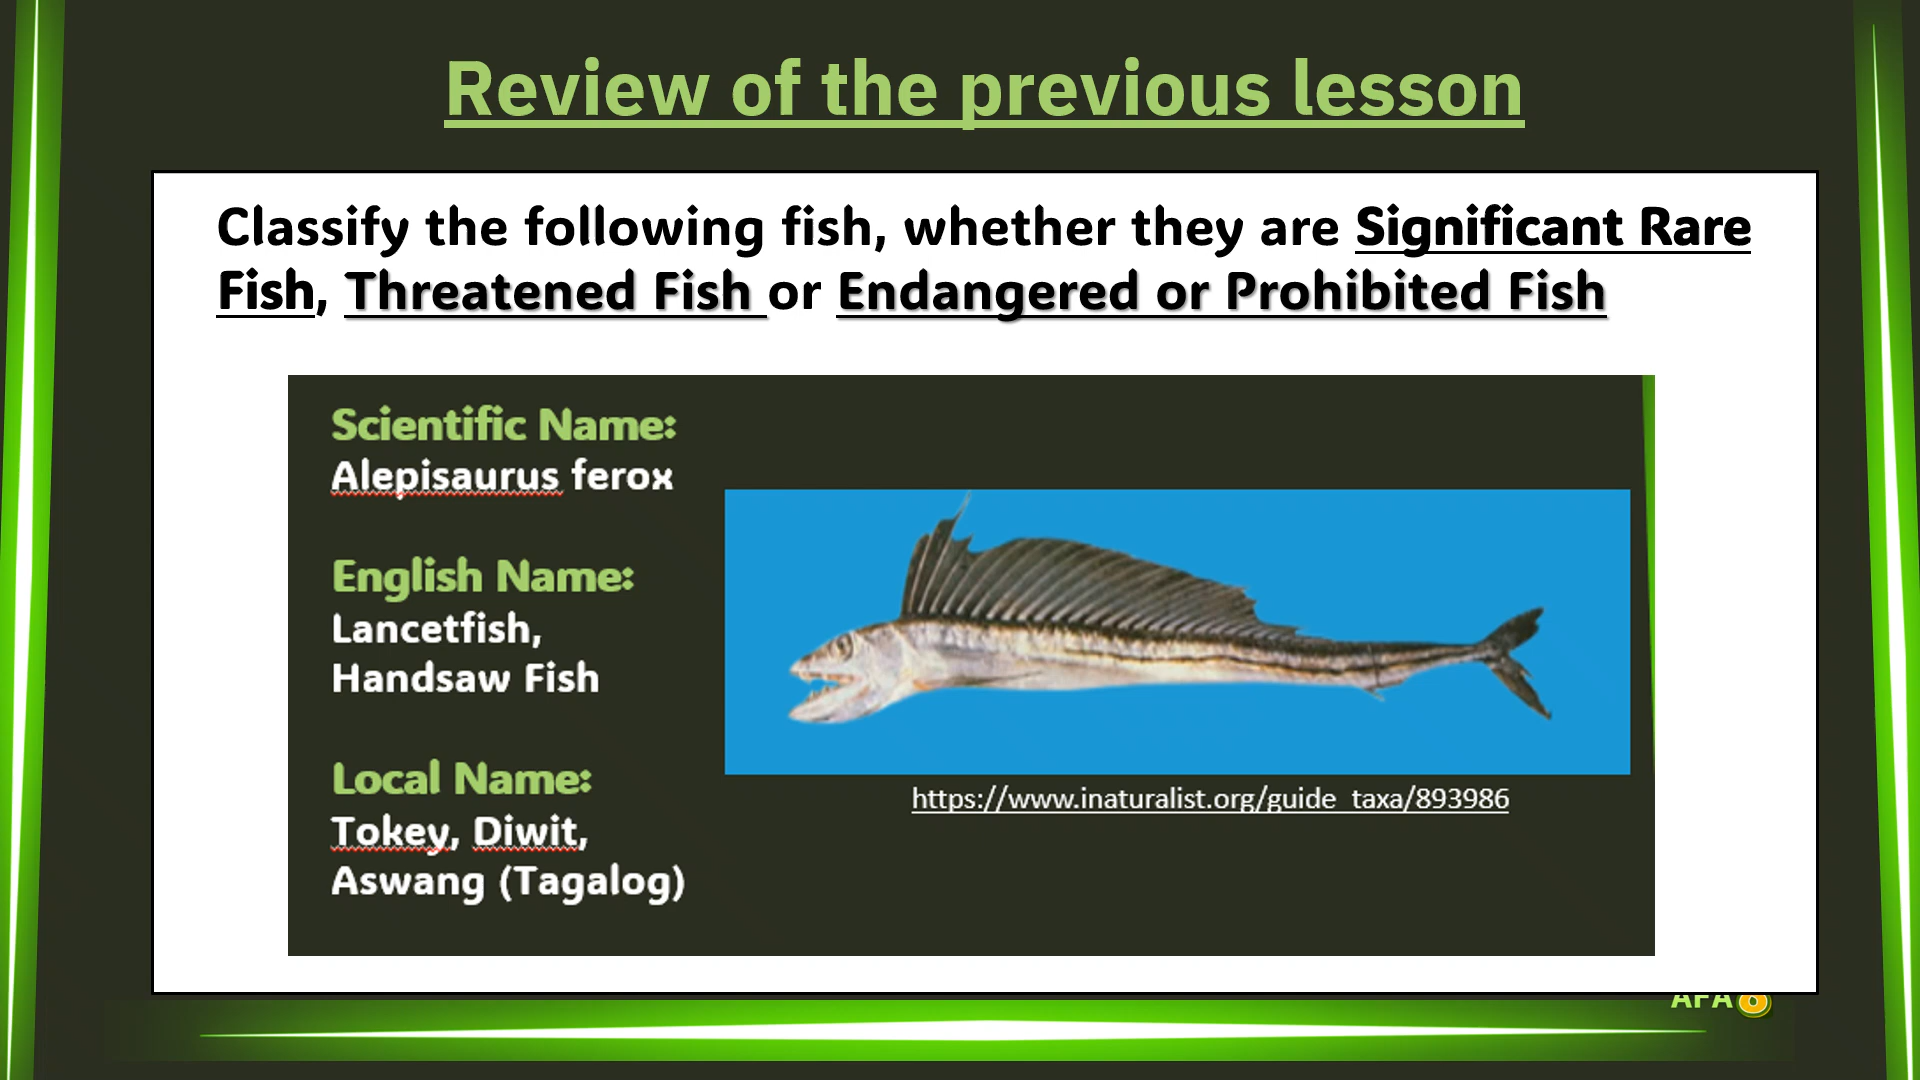 Review of the previous lesson
Classify the following fish, whether they are Significant Rare
Fish, Threatened Fish or Endangered or Prohibited Fish
Scientific Name:
Alepisaurus ferox
English Name:
Lancetfish,
Handsaw Fish
Local Name:
Tokey, Diwit,
Aswang (Tagalog)
https://www.inaturalist.org/guide_taxa/893986
AFA 8